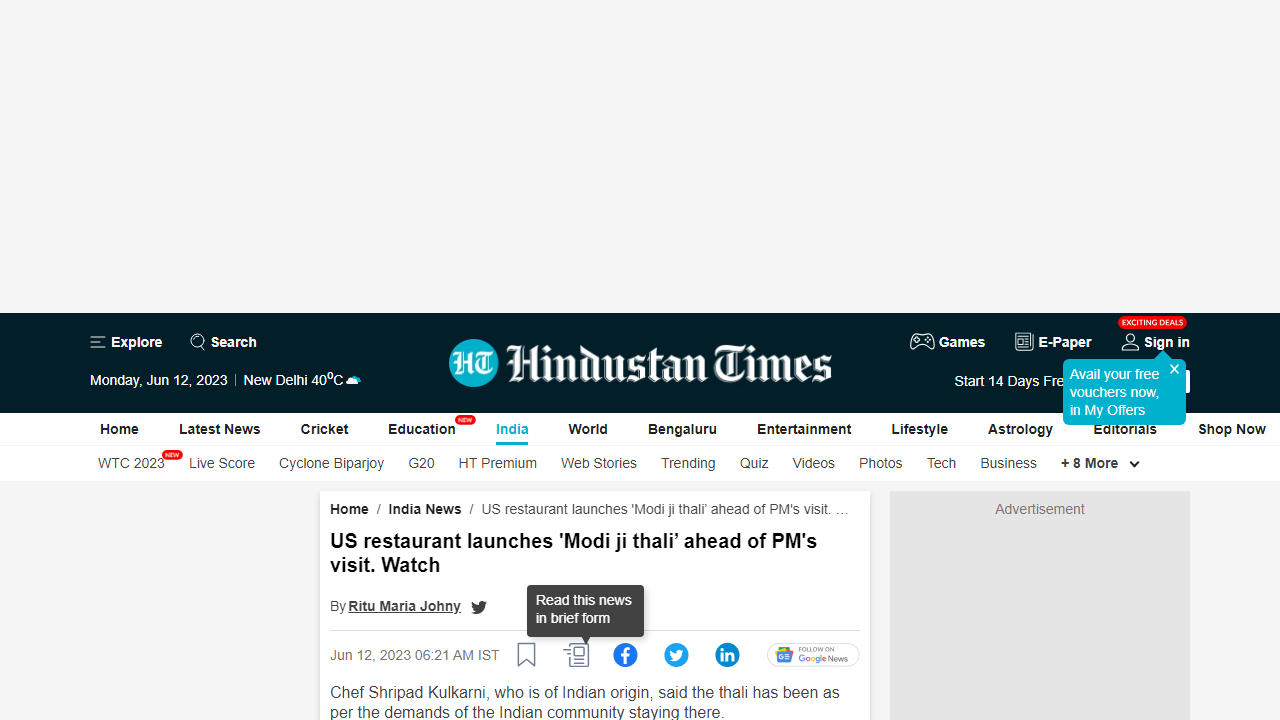 EXCITING DEALS
Explore Search Games E-Paper Sign in
HT Hindustan Times
Monday, Jun 12, 2023 New Delhi 40⁰C Start 14 Days Fre
Avail your free
vouchers now,
in My Offers
Home Latest News Cricket Education NEW India World Bengaluru Entertainment Lifestyle Astrology Editorials Shop Now
WTC 2023 NEW Live Score Cyclone Biparjoy G20 HT Premium Web Stories Trending Quiz Videos Photos Tech Business + 8 More
Home / India News / US restaurant launches 'Modi ji thali’ ahead of PM's visit. …
Advertisement
US restaurant launches 'Modi ji thali’ ahead of PM's
visit. Watch
By Ritu Maria Johny
Read this news
in brief form
Jun 12, 2023 06:21 AM IST
FOLLOW ON
Google News
Chef Shripad Kulkarni, who is of Indian origin, said the thali has been as
per the demands of the Indian community staying there.